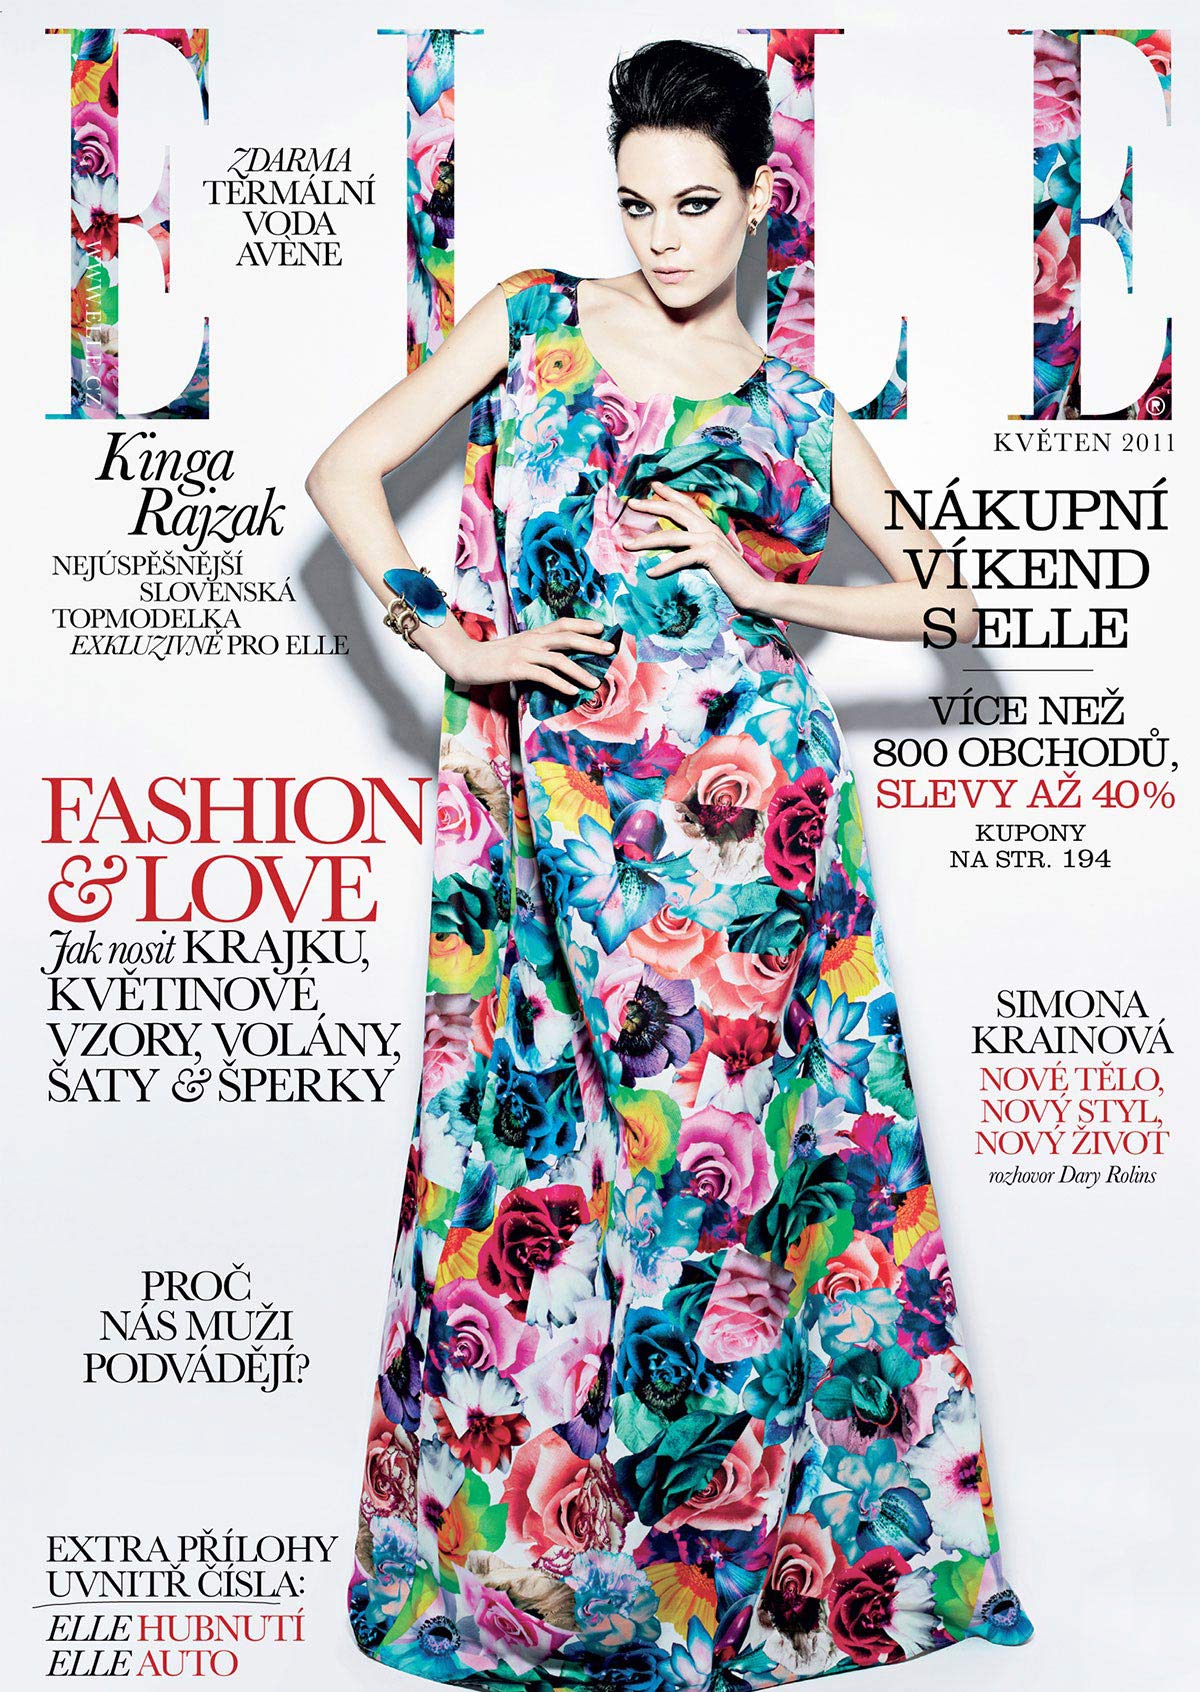 ELLE
WWW.ELLE.CZ
ZDARMA
TERMÁLNÍ
VODA
AVÈNE
KVĚTEN 2011
Kinga
Rajzak
NEJÚSPĚŠNĚJŠÍ
SLOVENSKÁ
TOPMODELKA
EXKLUZIVNĚ PRO ELLE
NÁKUPNÍ
VÍKEND
S ELLE
VÍCE NEŽ
800 OBCHODŮ,
SLEVY AŽ 40%
KUPONY
NA STR. 194
FASHION
& LOVE
Jak nosit KRAJKU,
KVĚTINOVÉ
VZORY, VOLÁNY,
ŠATY & ŠPERKY
SIMONA
KRAINOVÁ
NOVÉ TĚLO,
NOVÝ STYL,
NOVÝ ŽIVOT
rozhovor Dary Rolins
PROČ
NÁS MUŽI
PODVÁDĚJÍ?
EXTRA PŘÍLOHY
UVNITŘ ČÍSLA:
ELLE HUBNUTÍ
ELLE AUTO